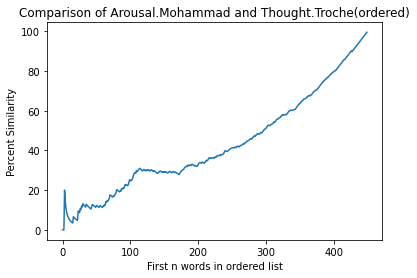 Comparison of Arousal.Mohammad and Thought.Troche(ordered)
100
80
60
40
20
0
Percent Similarity
0 100 200 300 400
First n words in ordered list